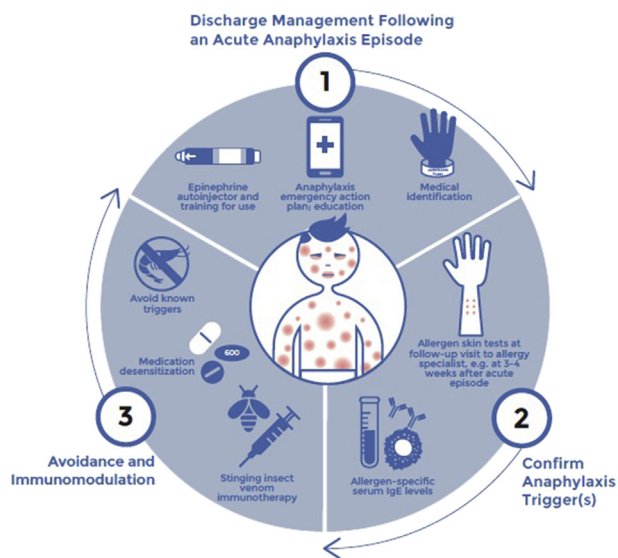 Discharge Management Following
an Acute Anaphylaxis Episode
1
Epinephrine
autoinjector and
training for use
Anaphylaxis
emergency action
plan; education
Medical
identification
Allergen skin tests at
follow-up visit to allergy
specialist, e.g. at 3-4
weeks after acute
episode
Allergen-specific
serum IgE levels
2
Confirm
Anaphylaxis
Trigger(s)
Avoid known
triggers
Medication
desensitization
600
Stinging insect
venom
immunotherapy
3
Avoidance and
Immunomodulation